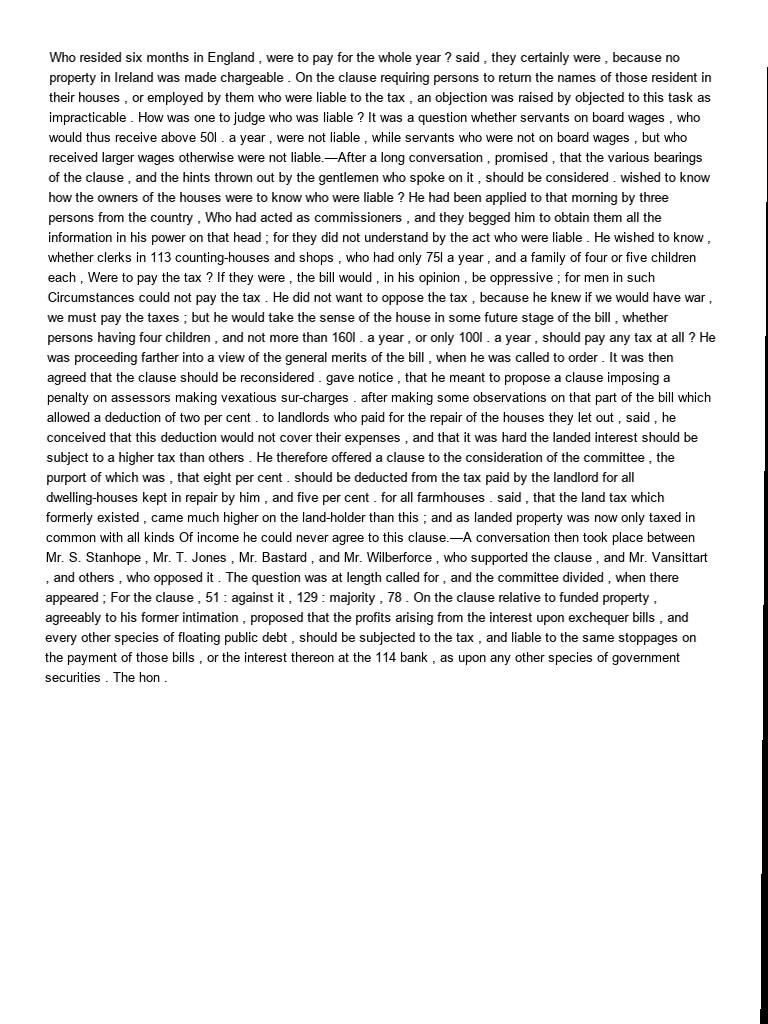 Who resided six months in England , were to pay for the whole year ? said , they certainly were , because no
property in Ireland was made chargeable . On the clause requiring persons to return the names of those resident in
their houses , or employed by them who were liable to the tax , an objection was raised by objected to this task as
impracticable . How was one to judge who was liable ? It was a question whether servants on board wages , who
would thus receive above 50l . a year , were not liable , while servants who were not on board wages , but who
received larger wages otherwise were not liable.—After a long conversation , promised , that the various bearings
of the clause , and the hints thrown out by the gentlemen who spoke on it , should be considered . wished to know
how the owners of the houses were to know who were liable ? He had been applied to that morning by three
persons from the country , Who had acted as commissioners , and they begged him to obtain them all the
information in his power on that head ; for they did not understand by the act who were liable . He wished to know ,
whether clerks in 113 counting-houses and shops , who had only 75l a year , and a family of four or five children
each , Were to pay the tax ? If they were , the bill would , in his opinion , be oppressive ; for men in such
Circumstances could not pay the tax . He did not want to oppose the tax , because he knew if we would have war ,
we must pay the taxes ; but he would take the sense of the house in some future stage of the bill , whether
persons having four children , and not more than 160l . a year , or only 100l . a year , should pay any tax at all ? He
was proceeding farther into a view of the general merits of the bill , when he was called to order . It was then
agreed that the clause should be reconsidered . gave notice , that he meant to propose a clause imposing a
penalty on assessors making vexatious sur-charges . after making some observations on that part of the bill which
allowed a deduction of two per cent . to landlords who paid for the repair of the houses they let out , said , he
conceived that this deduction would not cover their expenses , and that it was hard the landed interest should be
subject to a higher tax than others . He therefore offered a clause to the consideration of the committee , the
purport of which was , that eight per cent . should be deducted from the tax paid by the landlord for all
dwelling-houses kept in repair by him , and five per cent . for all farmhouses . said , that the land tax which
formerly existed , came much higher on the land-holder than this ; and as landed property was now only taxed in
common with all kinds Of income he could never agree to this clause.—A conversation then took place between
Mr. S. Stanhope , Mr. T. Jones , Mr. Bastard , and Mr. Wilberforce , who supported the clause , and Mr. Vansittart
, and others , who opposed it . The question was at length called for , and the committee divided , when there
appeared ; For the clause , 51 : against it , 129 : majority , 78 . On the clause relative to funded property ,
agreeably to his former intimation , proposed that the profits arising from the interest upon exchequer bills , and
every other species of floating public debt , should be subjected to the tax , and liable to the same stoppages on
the payment of those bills , or the interest thereon at the 114 bank , as upon any other species of government
securities . The hon .